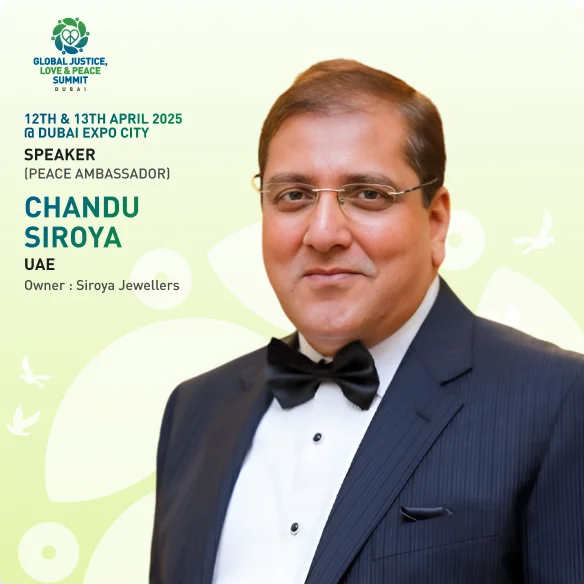 GLOBAL JUSTICE,
LOVE & PEACE
SUMMIT
DUBAI
12TH & 13TH APRIL 2025
@ DUBAI EXPO CITY
SPEAKER
(PEACE AMBASSADOR)
CHANDU
SIROYA
UAE
Owner : Siroya Jewellers